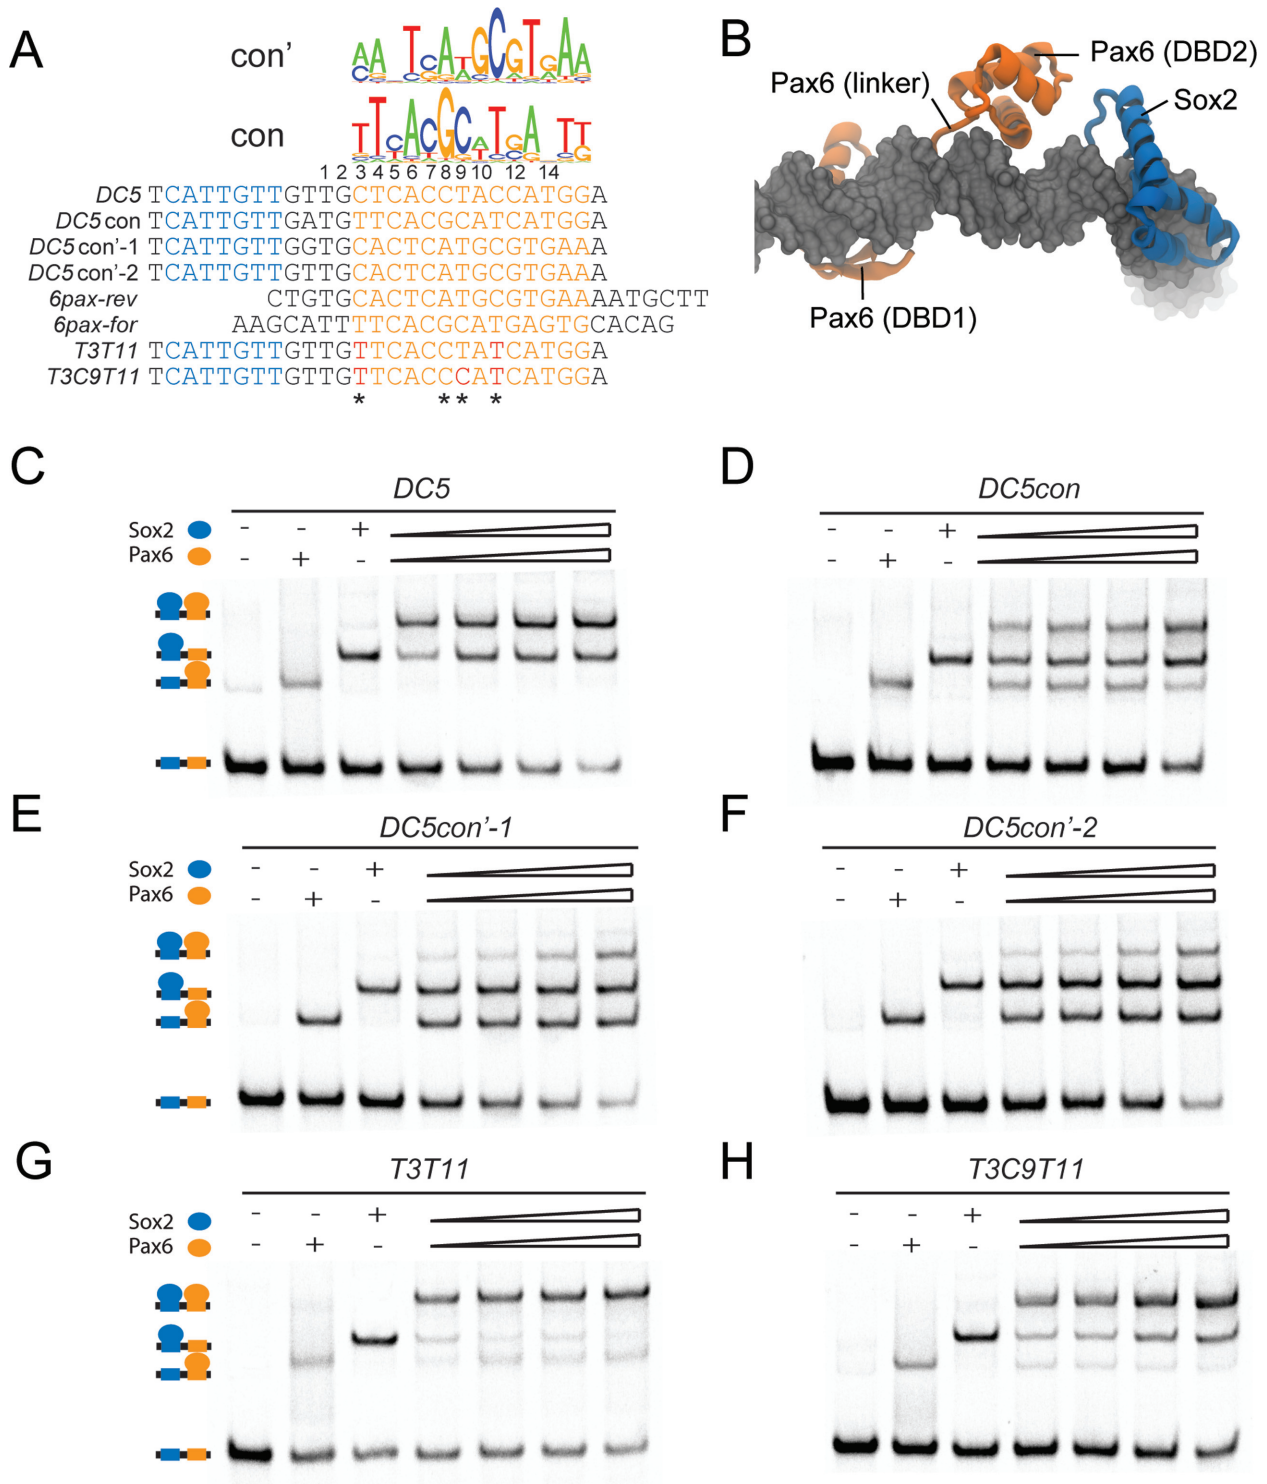 A
con’
con
1 2 3 4 5 6 7 8 9 10 12 14
DC5 TCATTGTTGTTGCTCACCTACCATGGA
DC5con TCATTGTTGATGTTCACGCATCATGGA
DC5con’-1 TCATTGTTGGTGCACTCATGCGTGAAA
DC5con’-2 TCATTGTTGTTGCACTCATGCGTGAAA
6pax-rev CTGTGCACTCATGCGTGAAAAATGCTT
6pax-for AAGCATTTTTCACGCATGAGTGCACAG
T3T11 TCATTGTTGTTGTTCACCTATCATGGA
T3C9T11 TCATTGTTGTTGTTCACCCATCATGGA
* * * *
B
Pax6 (DBD2)
Pax6 (linker)
Sox2
Pax6 (DBD1)
C
DC5
Sox2 - - +
Pax6 - + -
D
DC5con
- - +
- + -
E
DC5con’-1
Sox2 - - +
Pax6 - + -
F
DC5con’-2
- - +
- + -
G
T3T11
Sox2 - - +
Pax6 - + -
H
T3C9T11
- - +
- + -